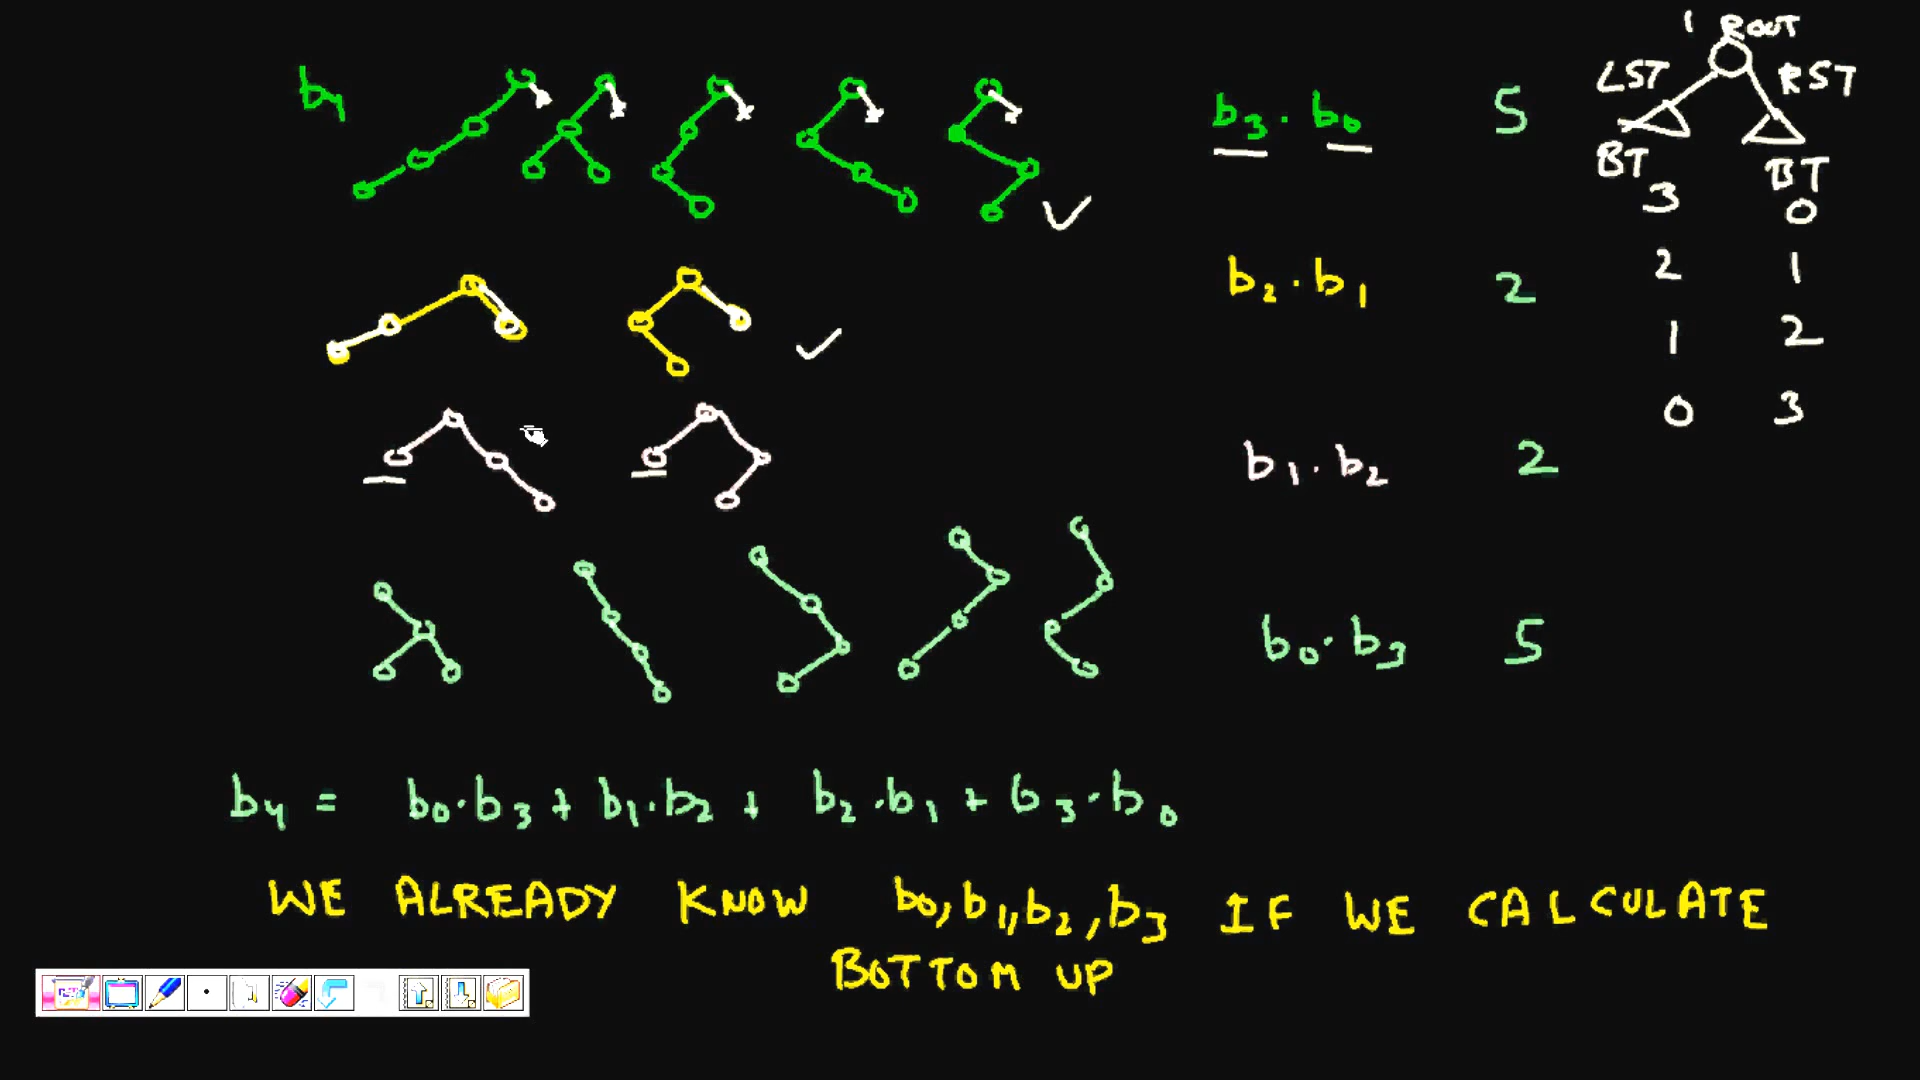 1 ROOT
LST RST
b4 b3 . b0 5
BT BT
3 0
b2 . b1 2 2 1
1 2
0 3
b1 . b2 2
b0 . b3 5
b4 = b0 . b3 + b1 . b2 + b2 . b1 + b3 . b0
WE ALREADY KNOW b0, b1, b2, b3 IF WE CALCULATE
BOTTOM UP